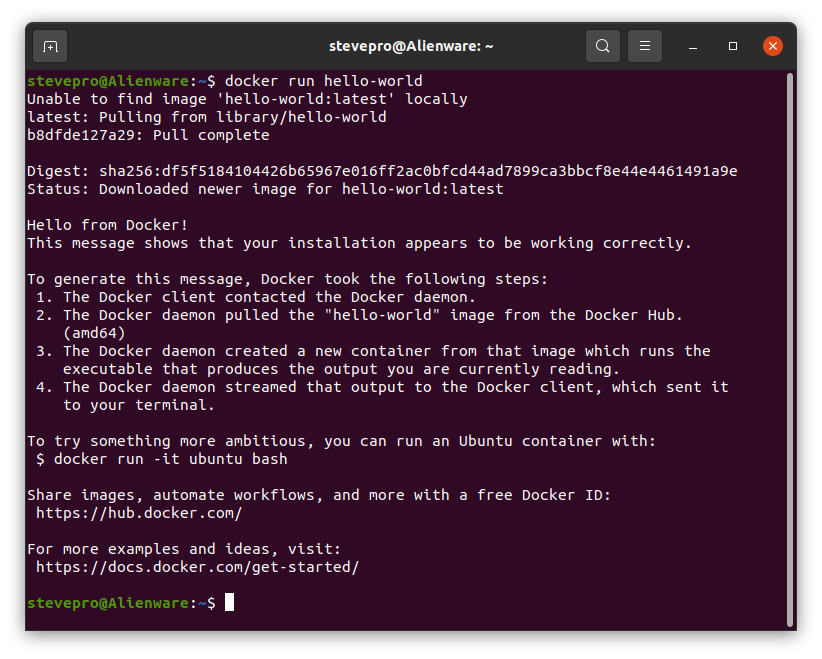 stevepro@Alienware: ~
stevepro@Alienware:~$ docker run hello-world
Unable to find image 'hello-world:latest' locally
latest: Pulling from library/hello-world
b8dfde127a29: Pull complete
Digest: sha256:df5f5184104426b65967e016ff2ac0bfcd44ad7899ca3bbcf8e44e4461491a9e
Status: Downloaded newer image for hello-world:latest
Hello from Docker!
This message shows that your installation appears to be working correctly.
To generate this message, Docker took the following steps:
1. The Docker client contacted the Docker daemon.
2. The Docker daemon pulled the "hello-world" image from the Docker Hub.
(amd64)
3. The Docker daemon created a new container from that image which runs the
executable that produces the output you are currently reading.
4. The Docker daemon streamed that output to the Docker client, which sent it
to your terminal.
To try something more ambitious, you can run an Ubuntu container with:
$ docker run -it ubuntu bash
Share images, automate workflows, and more with a free Docker ID:
https://hub.docker.com/
For more examples and ideas, visit:
https://docs.docker.com/get-started/
stevepro@Alienware:~$